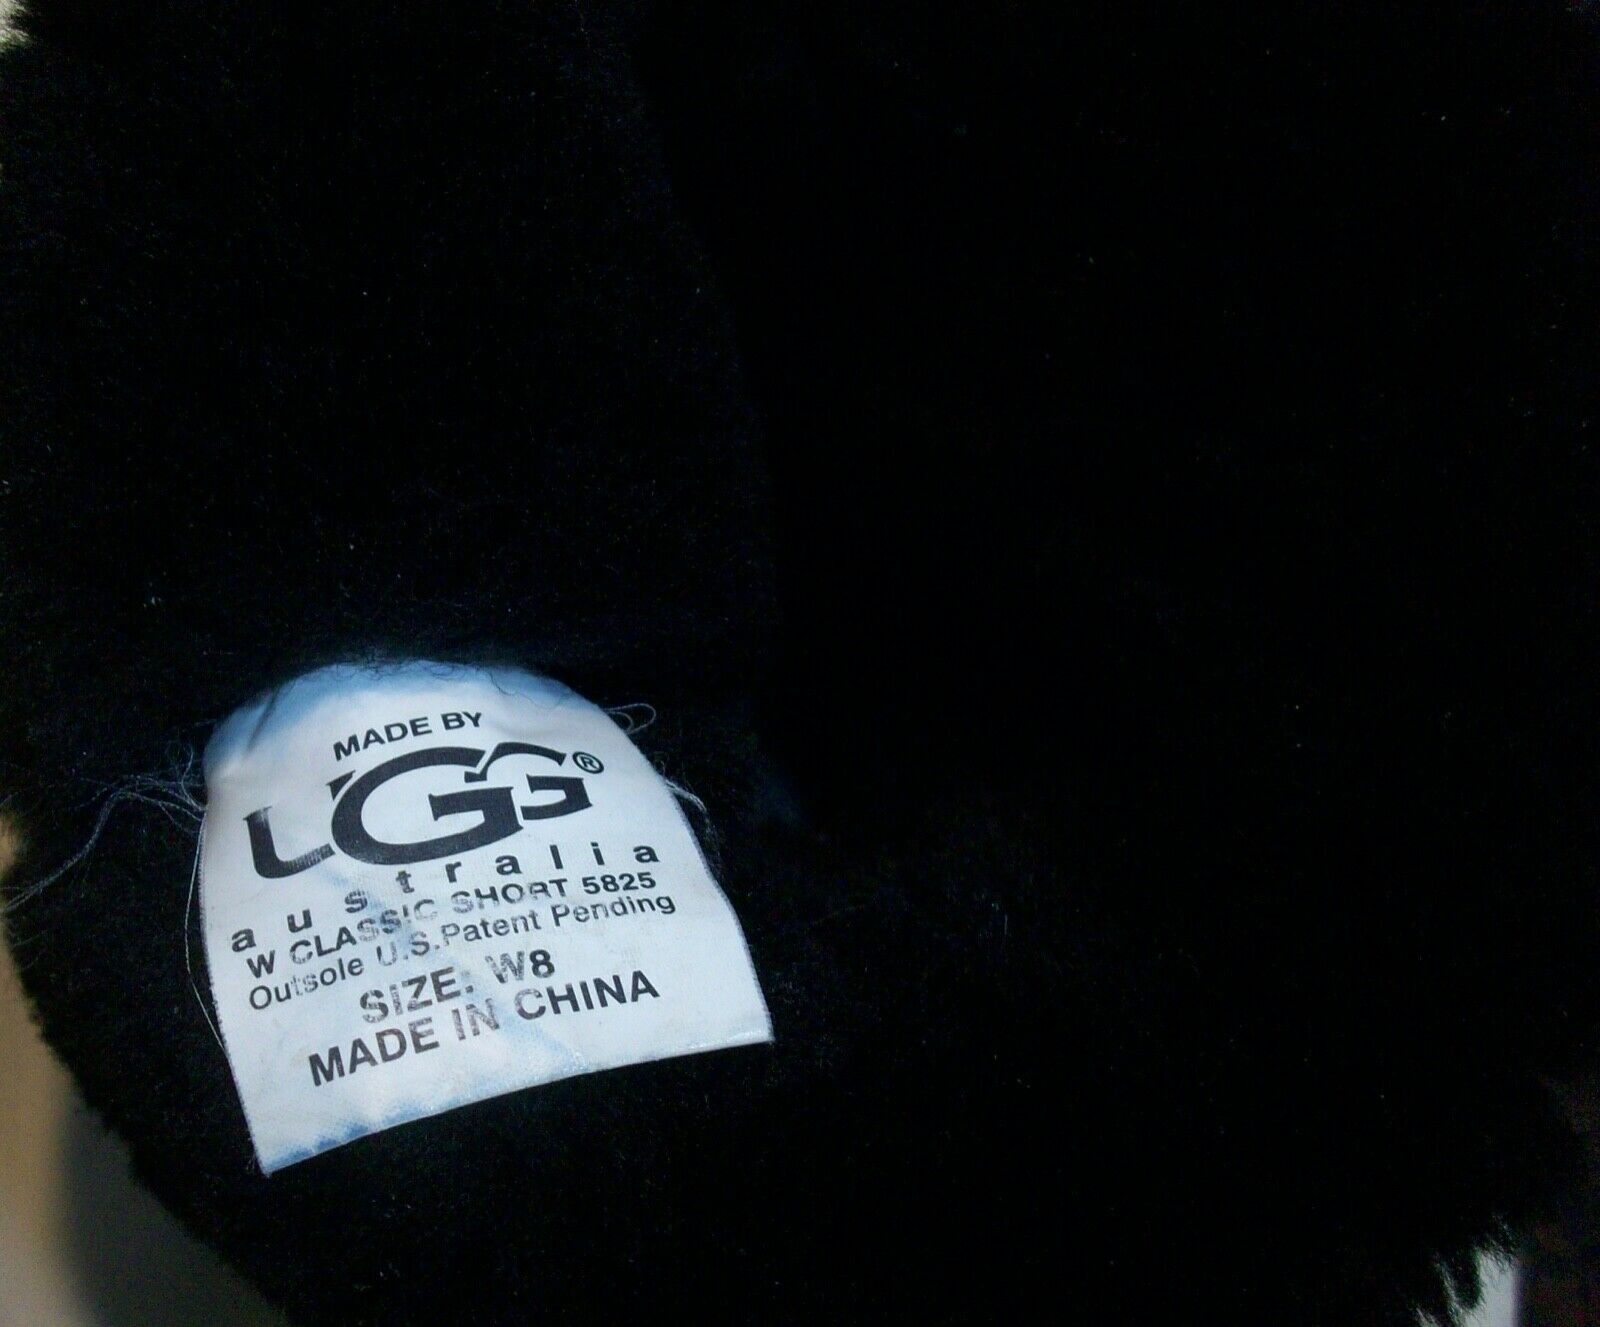 MADE BY
UGG®
australia
W CLASSIC SHORT 5825
Outsole U.S.Patent Pending
SIZE: W8
MADE IN CHINA